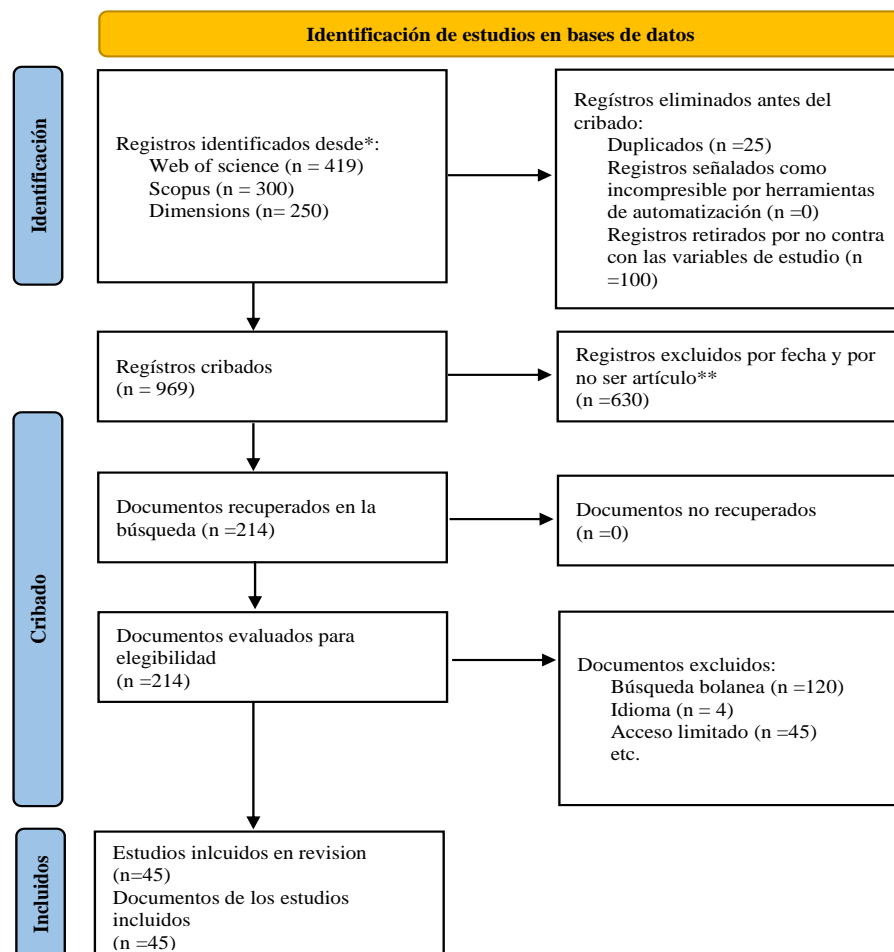 Identificación de estudios en bases de datos
Identificación
Registros identificados desde*:
Web of science (n = 419)
Scopus (n = 300)
Dimensions (n= 250)
Regístros eliminados antes del
cribado:
Duplicados (n =25)
Registros señalados como
incompresible por herramientas
de automatización (n =0)
Registros retirados por no contra
con las variables de estudio (n
=100)
Regístros cribados
(n = 969)
Registros excluidos por fecha y por
no ser artículo**
(n =630)
Cribado
Documentos recuperados en la
búsqueda (n =214)
Documentos no recuperados
(n =0)
Documentos evaluados para
elegibilidad
(n =214)
Documentos excluidos:
Búsqueda bolanea (n =120)
Idioma (n = 4)
Acceso limitado (n =45)
etc.
Incluidos
Estudios inlcuidos en revision
(n=45)
Documentos de los estudios
incluidos
(n =45)